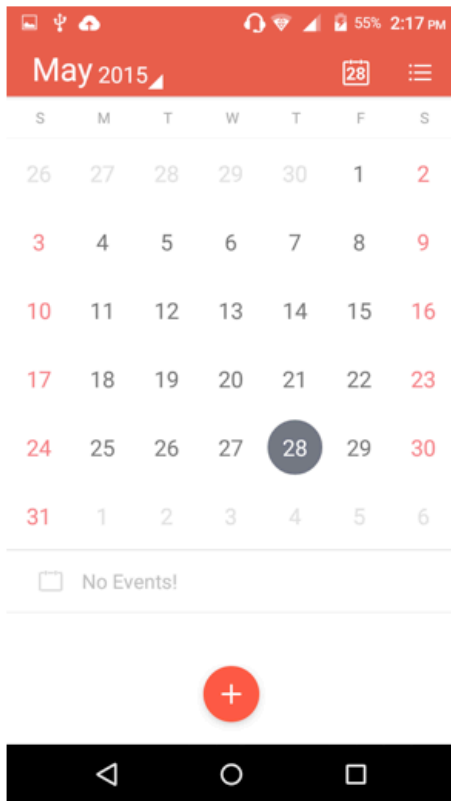 55% 2:17 PM
May 2015 28
S M T W T F S
26 27 28 29 30 1 2
3 4 5 6 7 8 9
10 11 12 13 14 15 16
17 18 19 20 21 22 23
24 25 26 27 28 29 30
31 1 2 3 4 5 6
No Events!